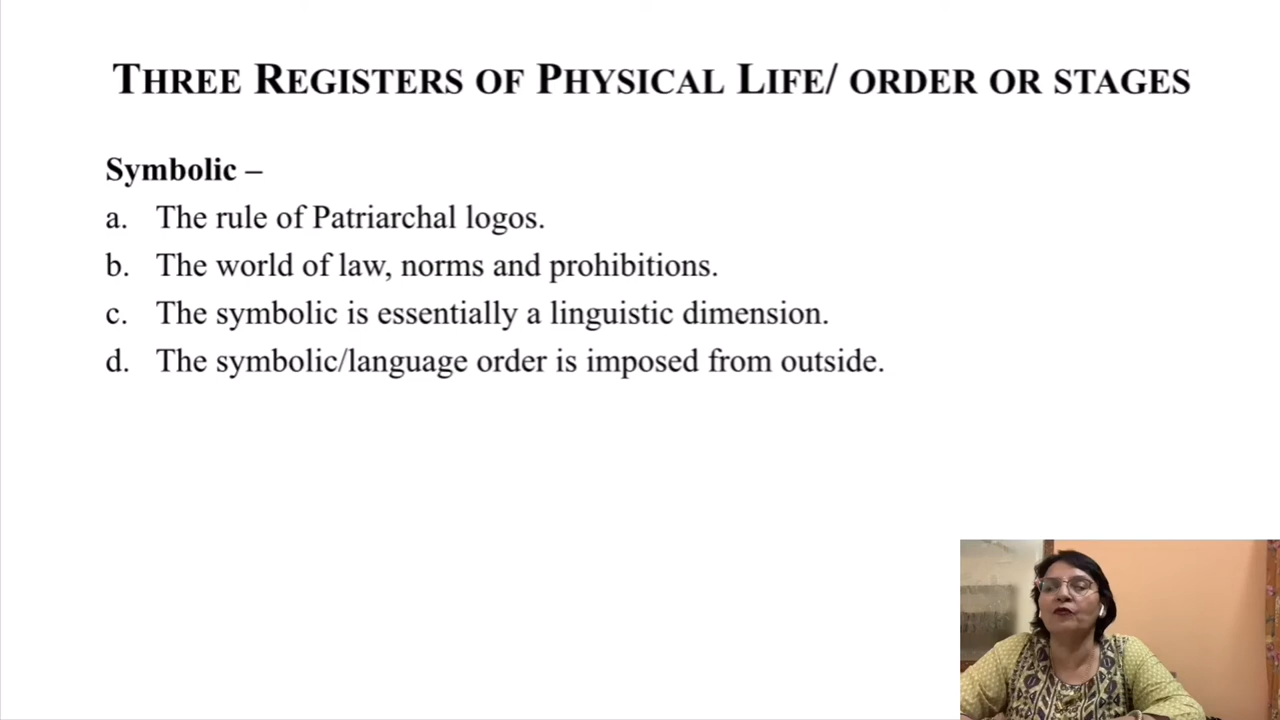 THREE REGISTERS OF PHYSICAL LIFE/ ORDER OR STAGES
Symbolic –
a. The rule of Patriarchal logos.
b. The world of law, norms and prohibitions.
c. The symbolic is essentially a linguistic dimension.
d. The symbolic/language order is imposed from outside.